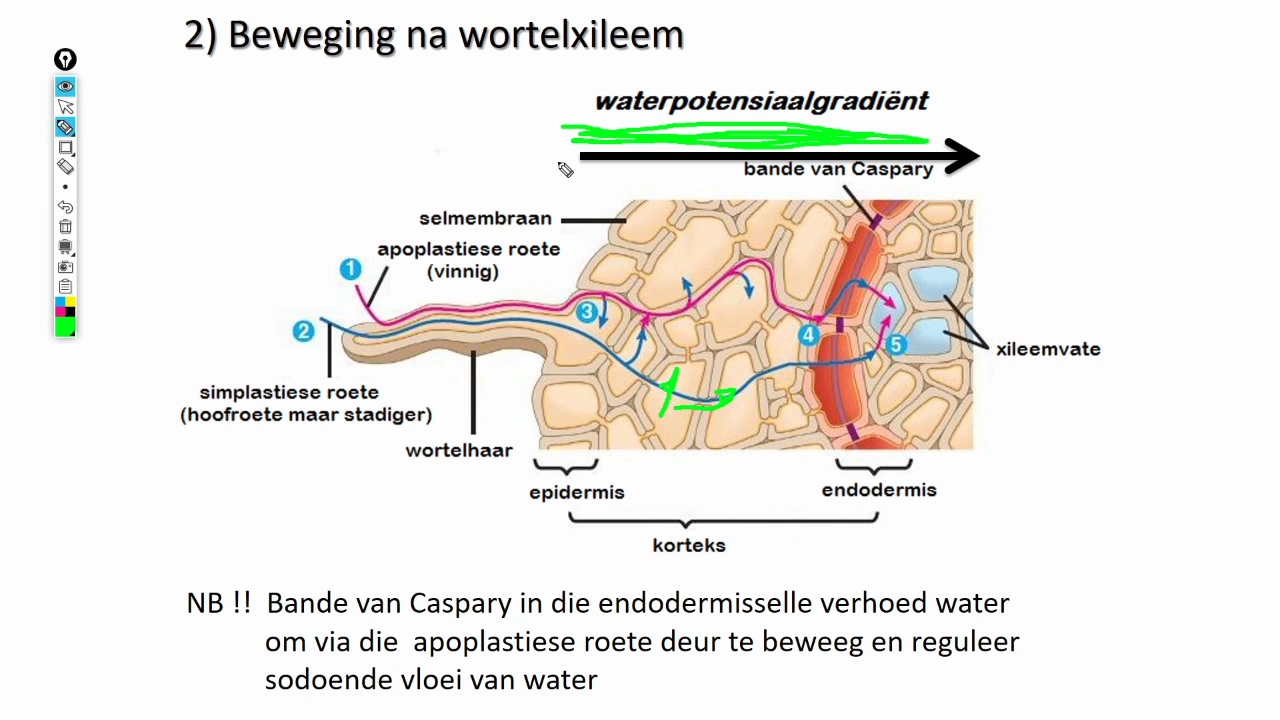 2) Beweging na wortelxileem
waterpotensiaalgradiënt
bande van Caspary
selmembraan
apoplastiese roete
(vinnig)
1
2
3
4
5
xileemvate
simplastiese roete
(hoofroete maar stadiger)
wortelhaar
epidermis
endodermis
korteks
NB !! Bande van Caspary in die endodermisselle verhoed water
om via die apoplastiese roete deur te beweeg en reguleer
sodoende vloei van water